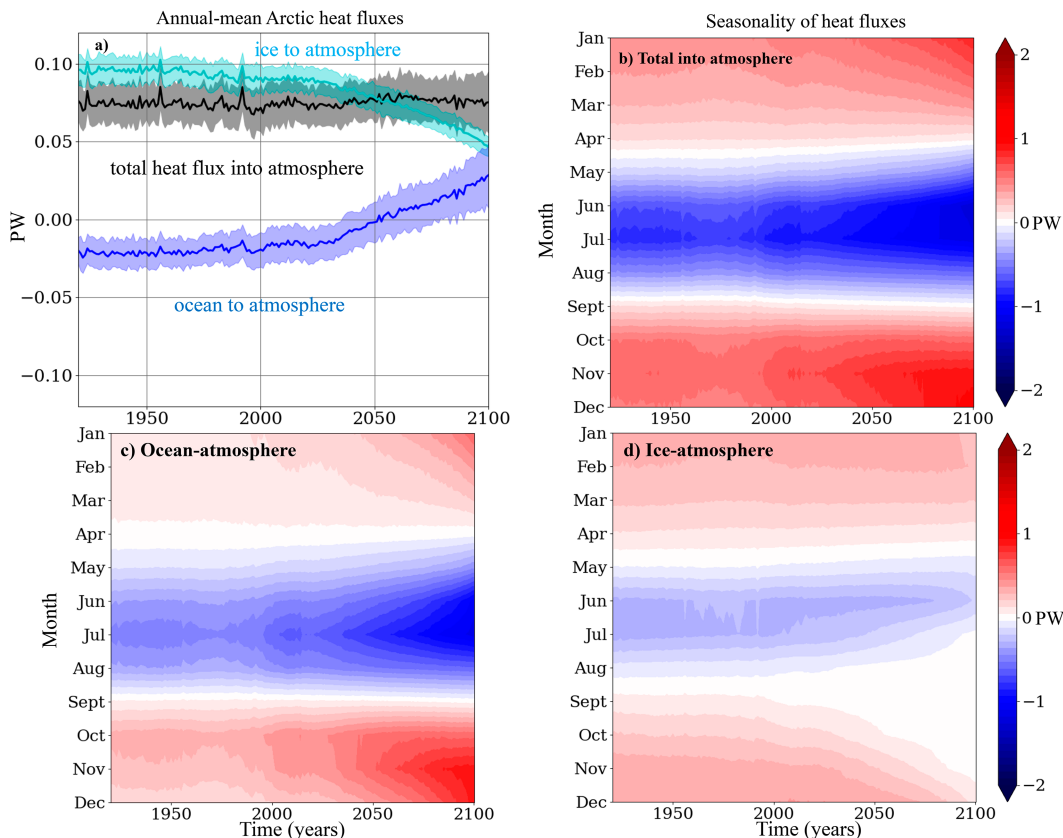 Annual-mean Arctic heat fluxes
a)
ice to atmosphere
total heat flux into atmosphere
ocean to atmosphere
PW
0.10
0.05
0.00
−0.05
−0.10
1950
2000
2050
2100
Seasonality of heat fluxes
b) Total into atmosphere
Month
Jan
Feb
Mar
Apr
May
Jun
Jul
Aug
Sept
Oct
Nov
Dec
1950
2000
2050
2100
2
1
0 PW
−1
−2
c) Ocean-atmosphere
Month
Jan
Feb
Mar
Apr
May
Jun
Jul
Aug
Sept
Oct
Nov
Dec
1950
2000
2050
2100
Time (years)
d) Ice-atmosphere
Jan
Feb
Mar
Apr
May
Jun
Jul
Aug
Sept
Oct
Nov
Dec
1950
2000
2050
2100
Time (years)
2
1
0 PW
−1
−2